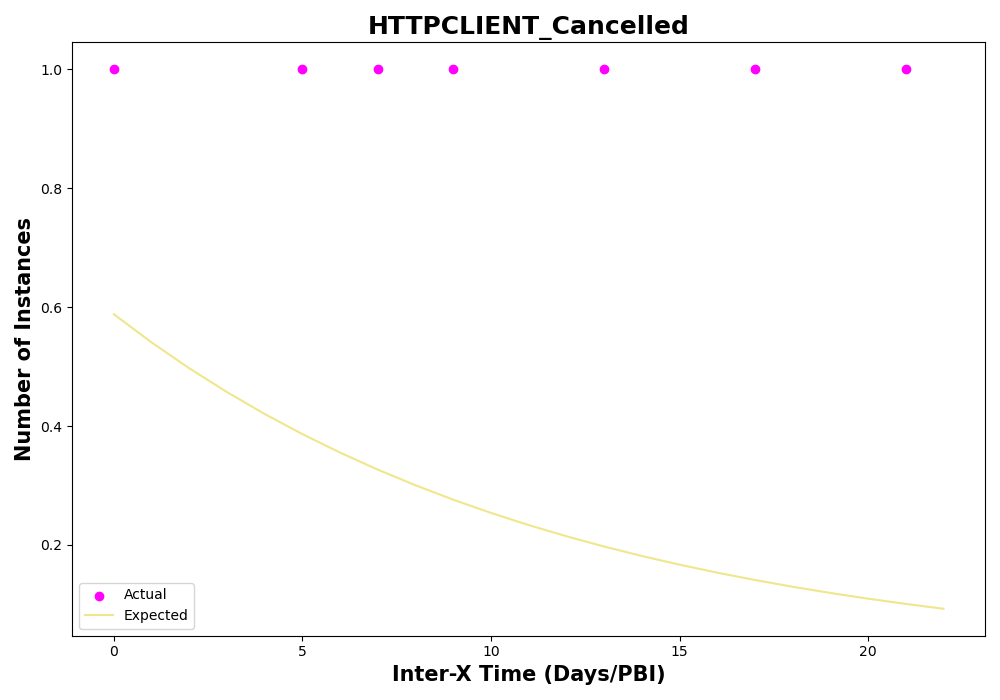 HTTPCLIENT_Cancelled
Number of Instances
1.0
0.8
0.6
0.4
0.2
Actual
Expected
0
5
10
15
20
Inter-X Time (Days/PBI)